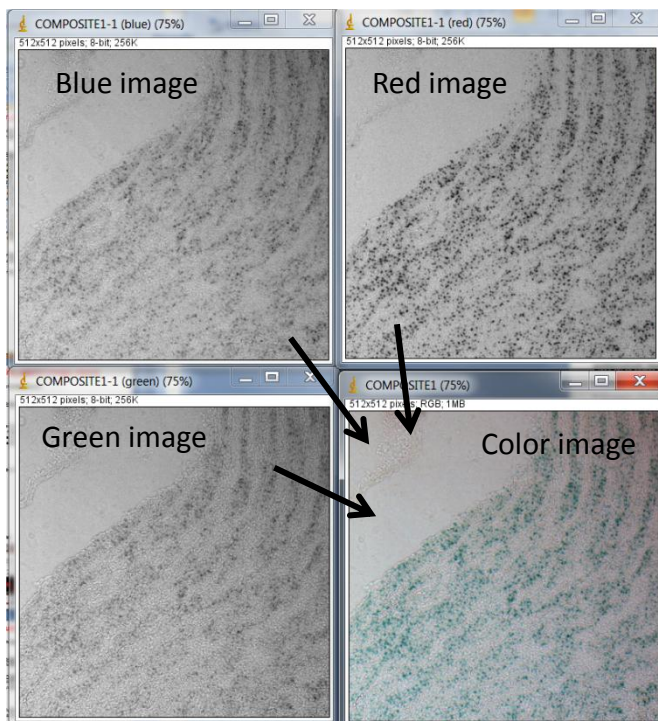 COMPOSITE1-1 (blue) (75%)
512x512 pixels; 8-bit; 256K
Blue image
COMPOSITE1-1 (red) (75%)
512x512 pixels; 8-bit; 256K
Red image
COMPOSITE1-1 (green) (75%)
512x512 pixels; 8-bit; 256K
Green image
COMPOSITE1 (75%)
512x512 pixels; RGB; 1MB
Color image